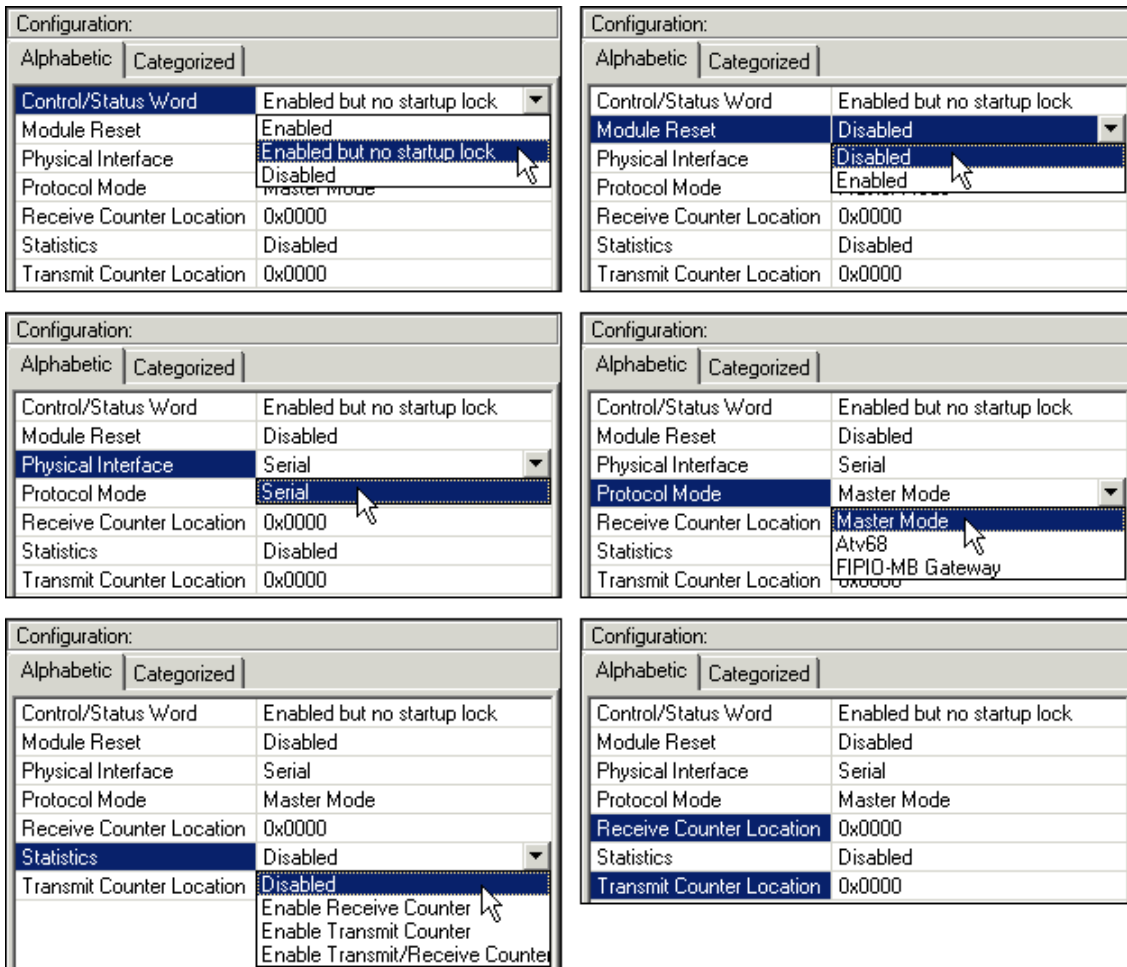 Configuration:
Alphabetic Categorized
Control/Status Word Enabled but no startup lock
Module Reset Enabled
Physical Interface Enabled but no startup lock
Disabled
Protocol Mode Master Mode
Receive Counter Location 0x0000
Statistics Disabled
Transmit Counter Location 0x0000
Configuration:
Alphabetic Categorized
Control/Status Word Enabled but no startup lock
Module Reset Disabled
Physical Interface Disabled
Protocol Mode Enabled
Receive Counter Location 0x0000
Statistics Disabled
Transmit Counter Location 0x0000
Configuration:
Alphabetic Categorized
Control/Status Word Enabled but no startup lock
Module Reset Disabled
Physical Interface Serial
Protocol Mode Serial
Receive Counter Location 0x0000
Statistics Disabled
Transmit Counter Location 0x0000
Configuration:
Alphabetic Categorized
Control/Status Word Enabled but no startup lock
Module Reset Disabled
Physical Interface Serial
Protocol Mode Master Mode
Receive Counter Location Master Mode
Statistics Atv68
FIPIO-MB Gateway
Transmit Counter Location 0x0000
Configuration:
Alphabetic Categorized
Control/Status Word Enabled but no startup lock
Module Reset Disabled
Physical Interface Serial
Protocol Mode Master Mode
Receive Counter Location 0x0000
Statistics Disabled
Transmit Counter Location Disabled
Enable Receive Counter
Enable Transmit Counter
Enable Transmit/Receive Counter
Configuration:
Alphabetic Categorized
Control/Status Word Enabled but no startup lock
Module Reset Disabled
Physical Interface Serial
Protocol Mode Master Mode
Receive Counter Location 0x0000
Statistics Disabled
Transmit Counter Location 0x0000